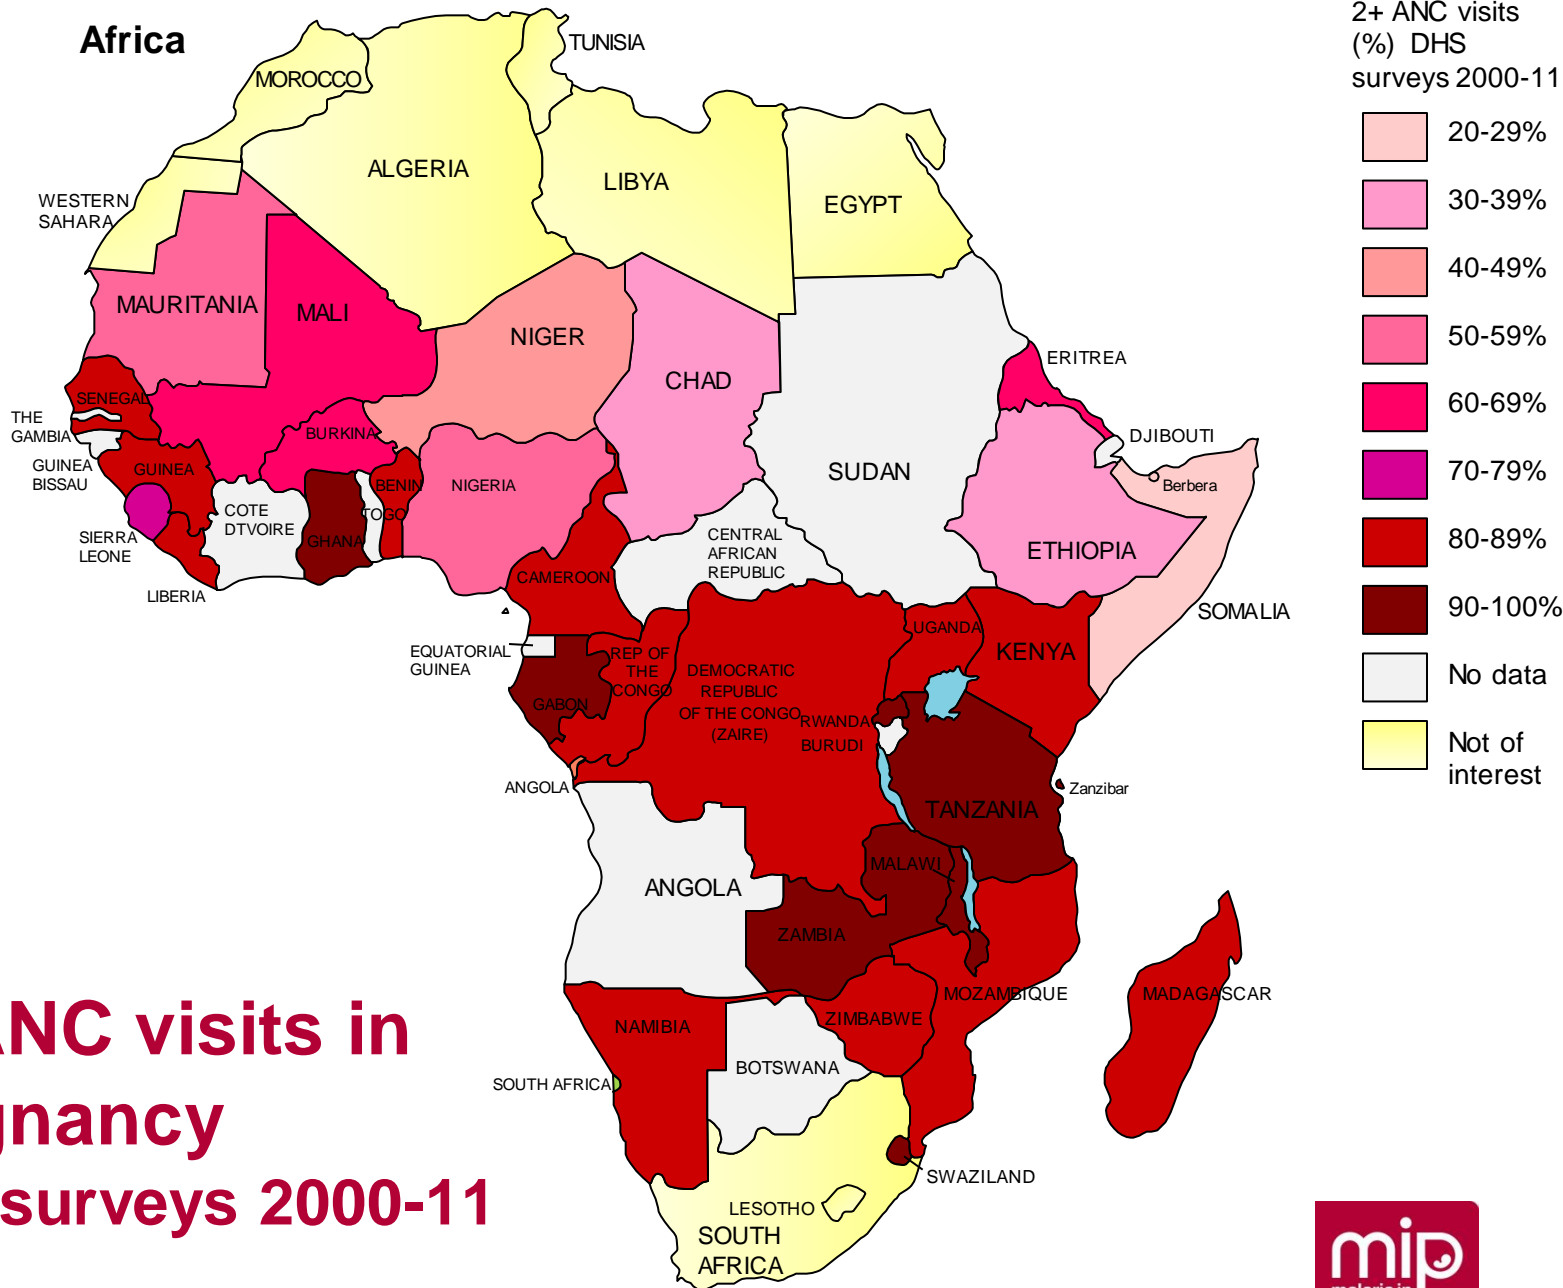 Africa
2+ ANC visits
(%) DHS
surveys 2000-11
20-29%
30-39%
40-49%
50-59%
60-69%
70-79%
80-89%
90-100%
No data
Not of
interest
TUNISIA
MOROCCO
ALGERIA
LIBYA
EGYPT
WESTERN
SAHARA
MAURITANIA
MALI
NIGER
CHAD
SUDAN
ERITREA
DJIBOUTI
Berbera
SENEGAL
THE
GAMBIA
GUINEA
BISSAU
GUINEA
BURKINA
BENIN
NIGERIA
COTE
DTVOIRE
TOGO
GHANA
SIERRA
LEONE
LIBERIA
CENTRAL
AFRICAN
REPUBLIC
ETHIOPIA
SOMALIA
CAMEROON
EQUATORIAL
GUINEA
REP OF
THE
CONGO
GABON
DEMOCRATIC
REPUBLIC
OF THE CONGO
(ZAIRE)
UGANDA
KENYA
RWANDA
BURUDI
ANGOLA
TANZANIA
Zanzibar
MALAWI
ANGOLA
ZAMBIA
MOZAMBIQUE
MADAGASCAR
NAMIBIA
ZIMBABWE
BOTSWANA
SOUTH AFRICA
SWAZILAND
LESOTHO
SOUTH
AFRICA
ANC visits in
gnancy
surveys 2000-11
mip
malaria in